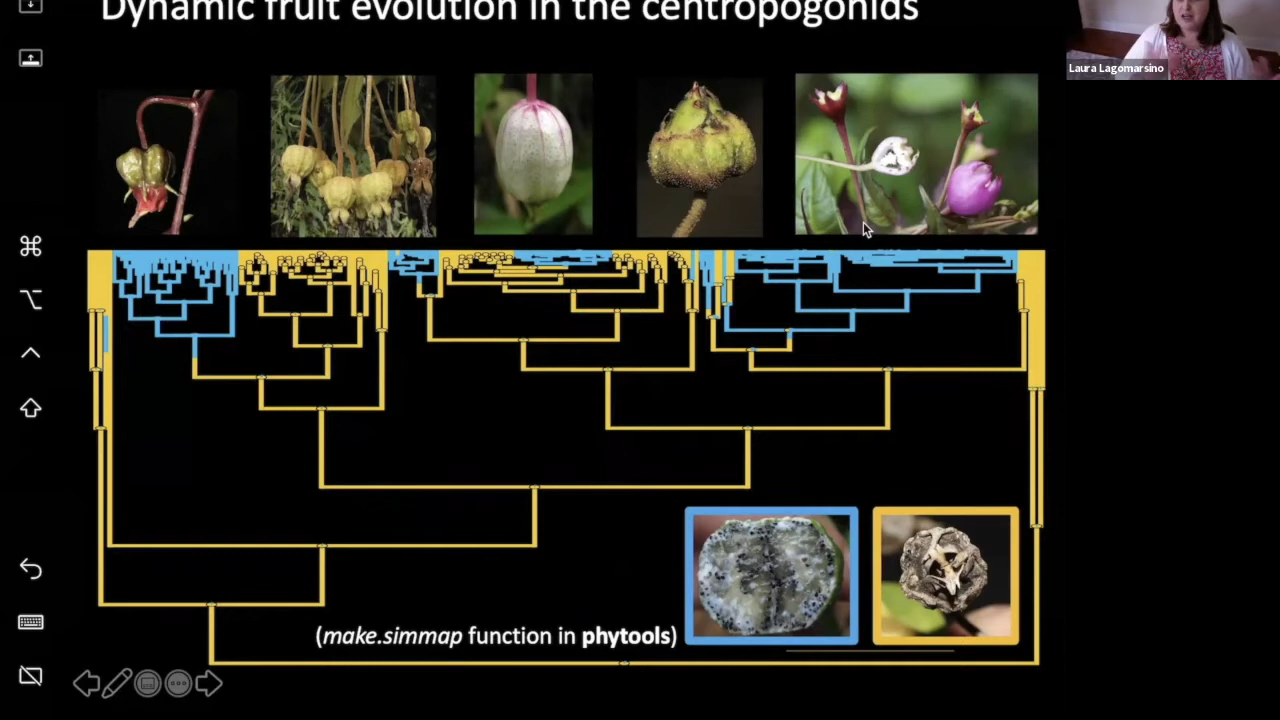 Dynamic fruit evolution in the centropogonids
Laura Lagomarsino
(make.simmap function in phytools)